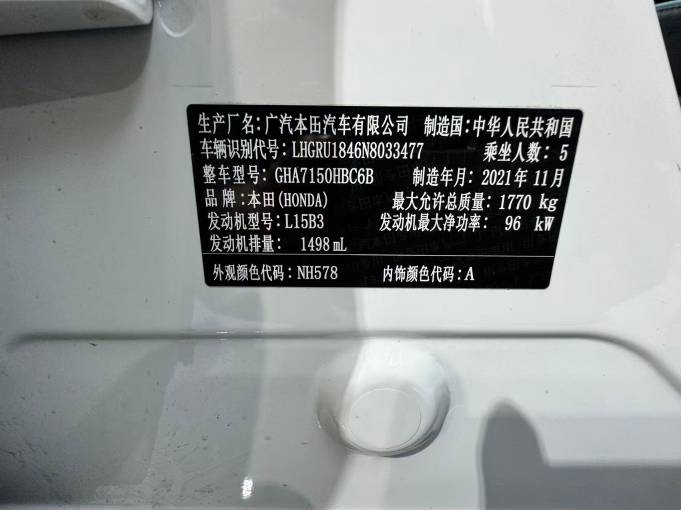 生产厂名：广汽本田汽车有限公司 制造国：中华人民共和国
车辆识别代号：LHGRU1846N8033477 乘坐人数：5
整车型号：GHA7150HBC6B 制造年月：2021年11月
品牌：本田(HONDA) 最大允许总质量：1770 kg
发动机型号：L15B3 发动机最大净功率：96 kW
发动机排量：1498 mL
外观颜色代码：NH578 内饰颜色代码：A